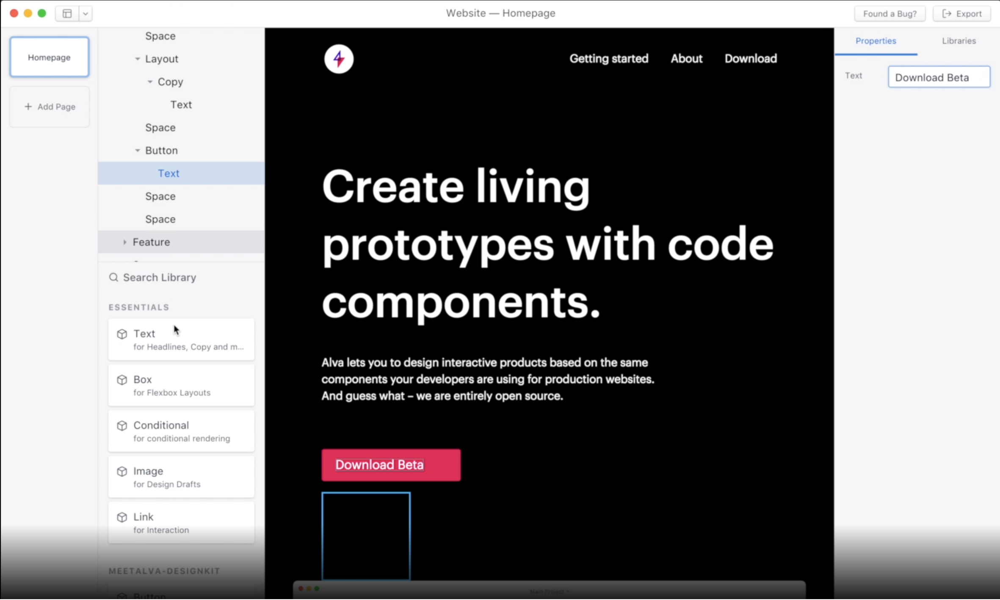 Website — Homepage
Found a Bug?
Export
Homepage
+ Add Page
Space
Layout
Copy
Text
Space
Button
Text
Space
Space
Feature
Search Library
ESSENTIALS
Text
for Headlines, Copy and m...
Box
for Flexbox Layouts
Conditional
for conditional rendering
Image
for Design Drafts
Link
for Interaction
MEETALVA-DESIGNKIT
Button
Getting started
About
Download
Create living
prototypes with code
components.
Alva lets you to design interactive products based on the same
components your developers are using for production websites.
And guess what – we are entirely open source.
Download Beta
Main Project
Properties
Libraries
Text
Download Beta